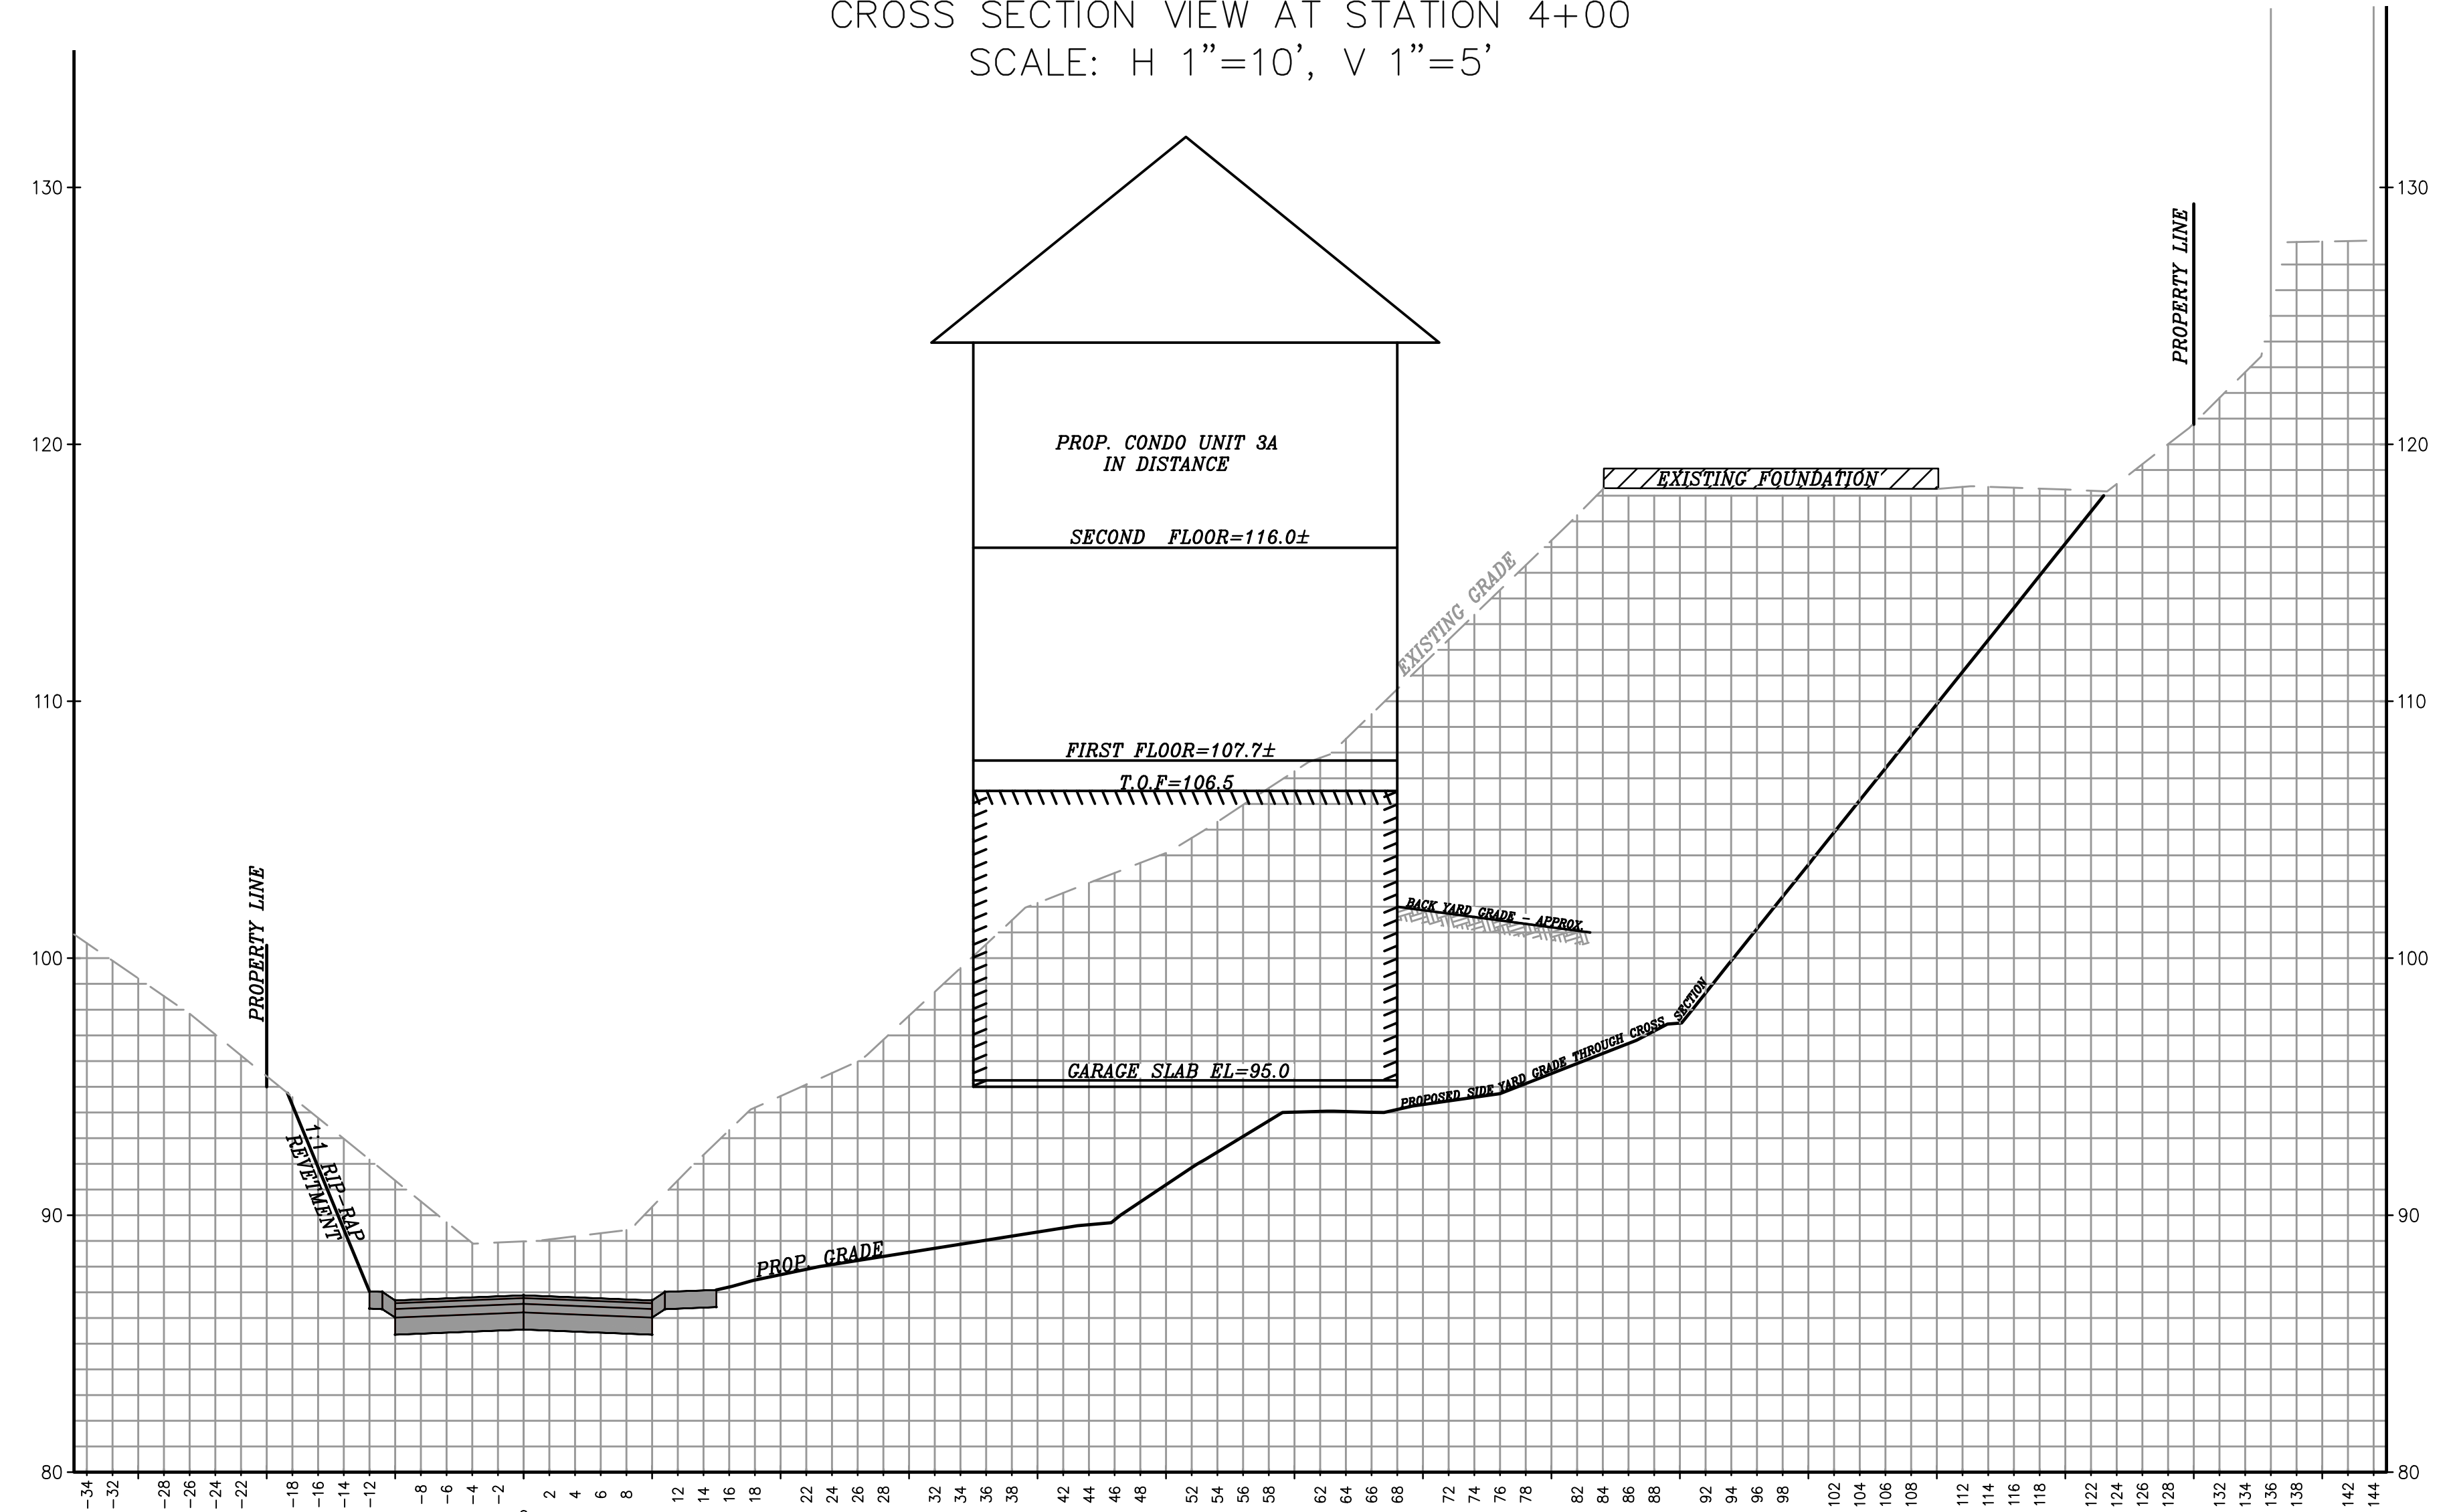 CROSS SECTION VIEW AT STATION 4+00
SCALE: H 1"=10', V 1"=5'
130
130
PROPERTY LINE
120
PROP. CONDO UNIT 3A
IN DISTANCE
120
EXISTING FOUNDATION
SECOND FLOOR=116.0±
EXISTING GRADE
110
110
FIRST FLOOR=107.7±
T.O.F=106.5
PROPERTY LINE
BACK YARD GRADE - APPROX.
100
100
GARAGE SLAB EL=95.0
PROPOSED SIDE YARD GRADE THROUGH CROSS SECTION
1:1 RIP-RAP
REVETMENT
90
90
PROP. GRADE
80
80
-34 -32 -28 -26 -24 -22 -18 -16 -14 -12 -8 -6 -4 -2 2 4 6 8 12 14 16 18 22 24 26 28 32 34 36 38 42 44 46 48 52 54 56 58 62 64 66 68 72 74 76 78 82 84 86 88 92 94 96 98 102 104 106 108 112 114 116 118 122 124 126 128 132 134 136 138 142 144